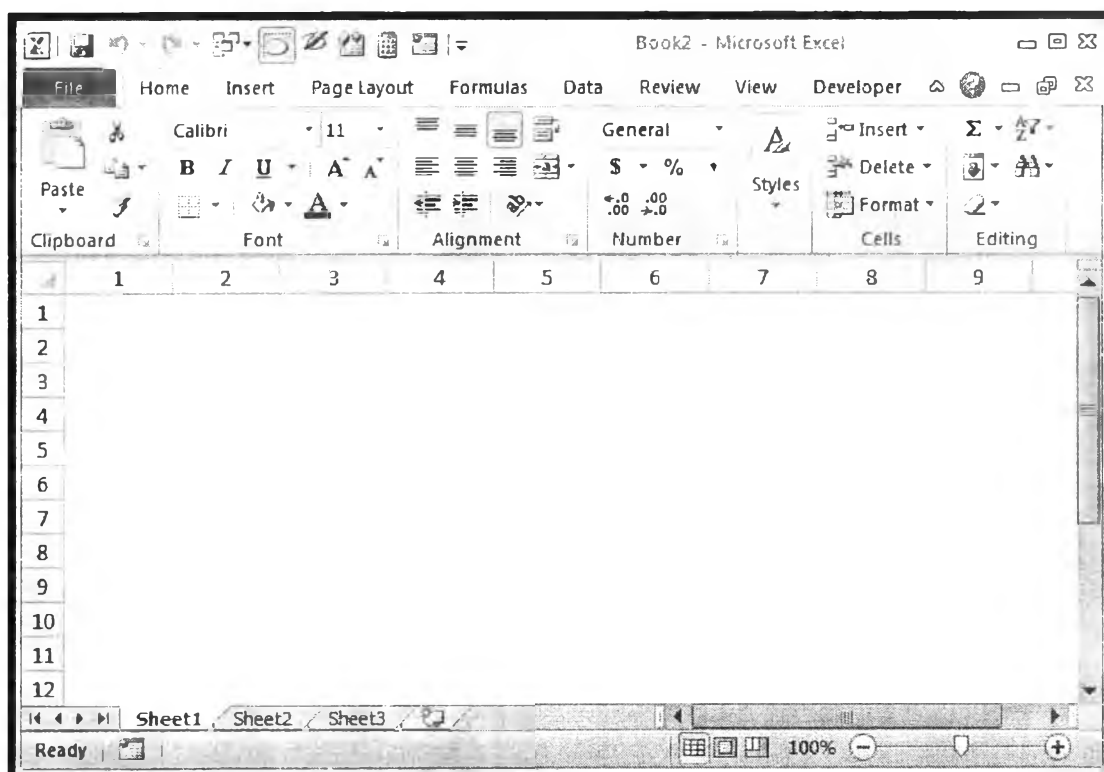 Book2 - Microsoft Excel
File Home Insert Page Layout Formulas Data Review View Developer
Calibri 11 General Insert Σ
B I U A A $ % , Delete
Paste Styles
A .00 .00 Format
Clipboard Font Alignment Number Cells Editing
1 2 3 4 5 6 7 8 9
1
2
3
4
5
6
7
8
9
10
11
12
Sheet1 Sheet2 Sheet3
Ready 100%